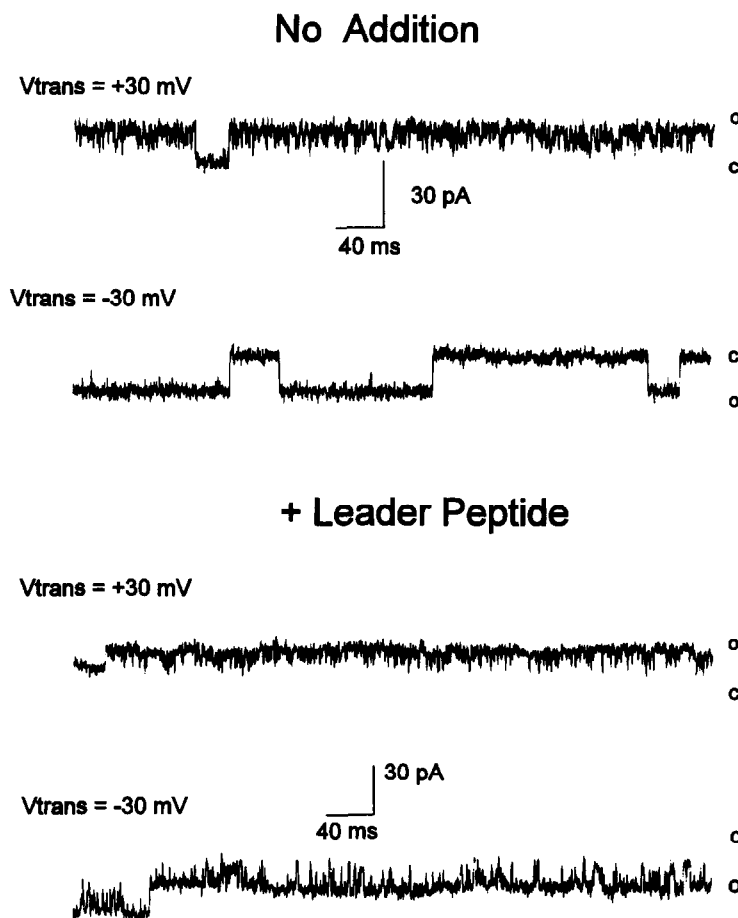 No Addition
Vtrans = +30 mV
o
c
30 pA
40 ms
Vtrans = -30 mV
c
o
+ Leader Peptide
Vtrans = +30 mV
o
c
30 pA
Vtrans = -30 mV
40 ms
c
o